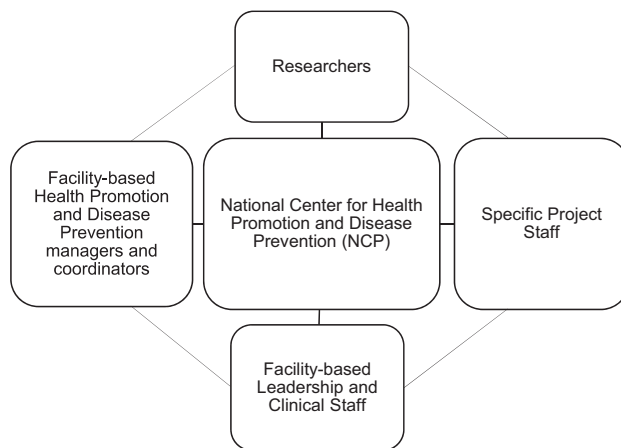 Researchers
Facility-based
Health Promotion
and Disease
Prevention
managers and
coordinators
National Center for Health
Promotion and Disease
Prevention (NCP)
Specific Project
Staff
Facility-based
Leadership and
Clinical Staff